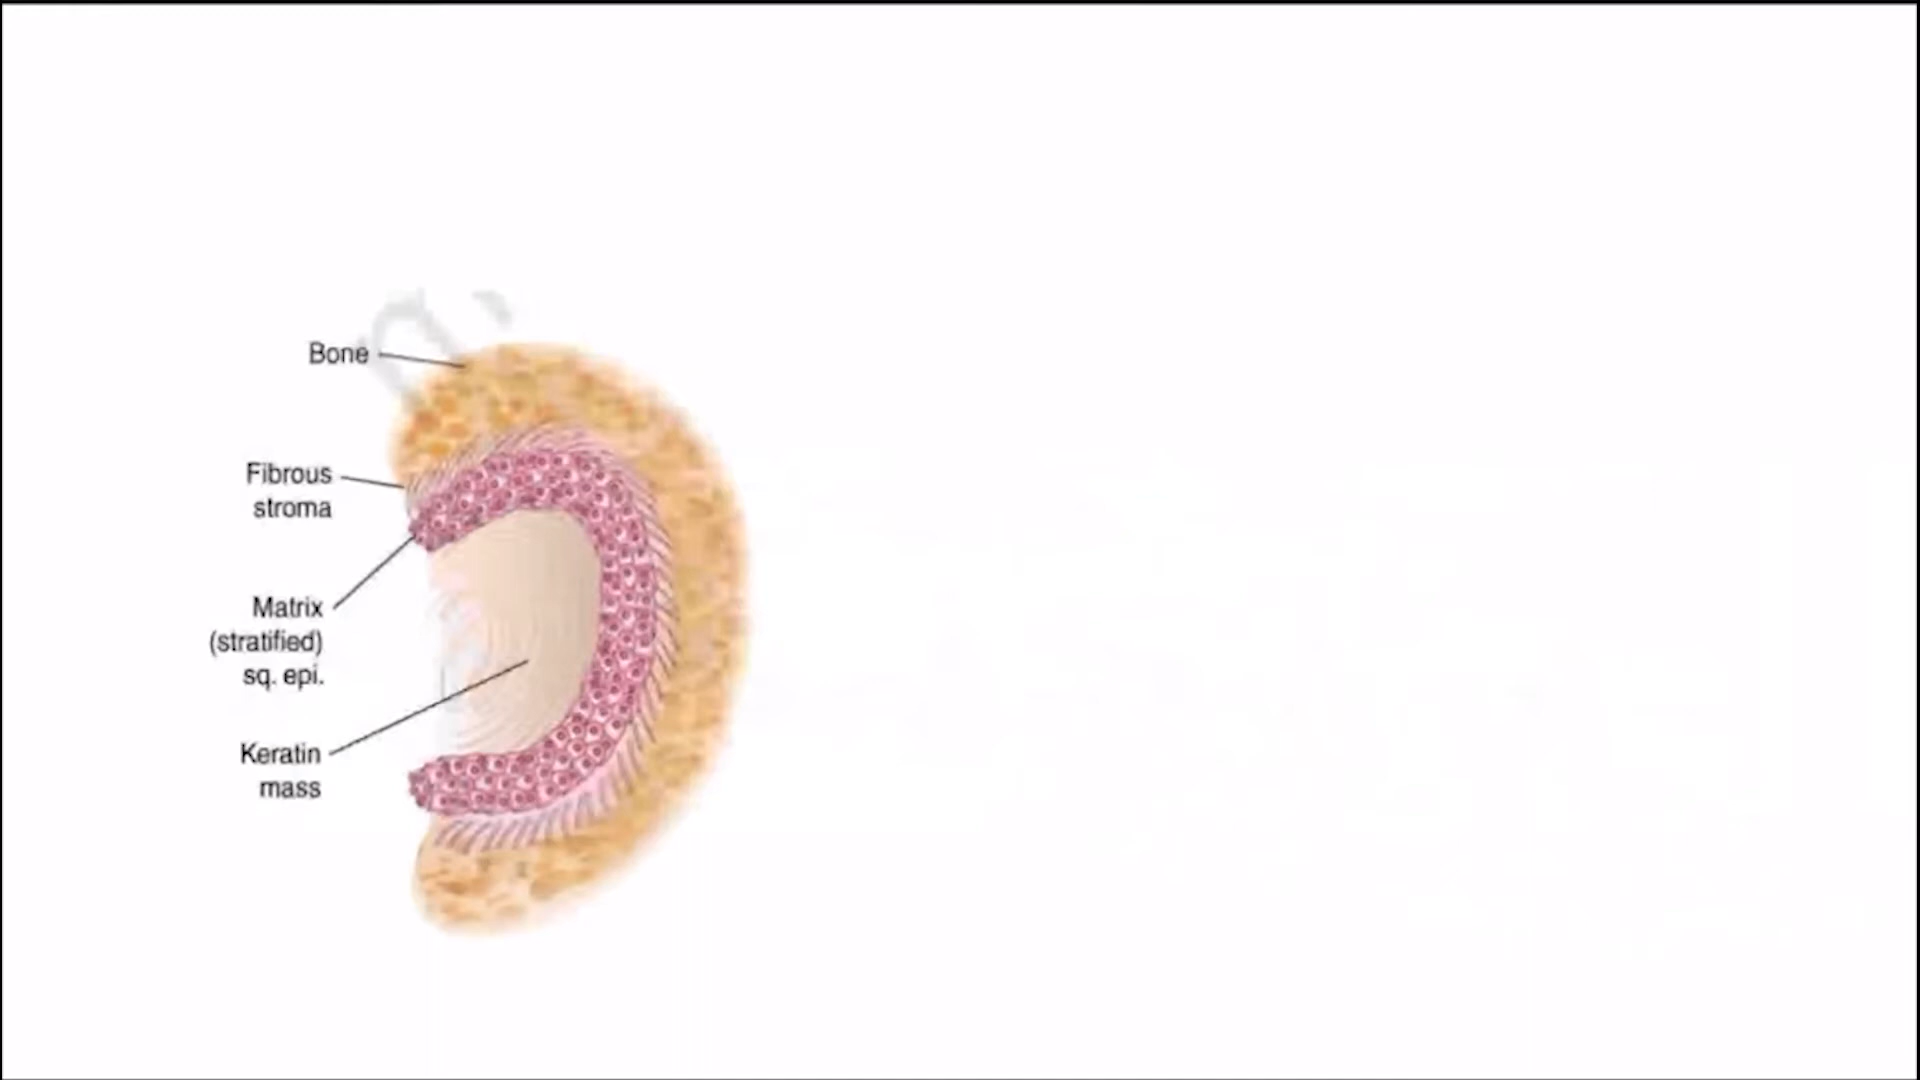 Bone
Fibrous
stroma
Matrix
(stratified)
sq. epi.
Keratin
mass